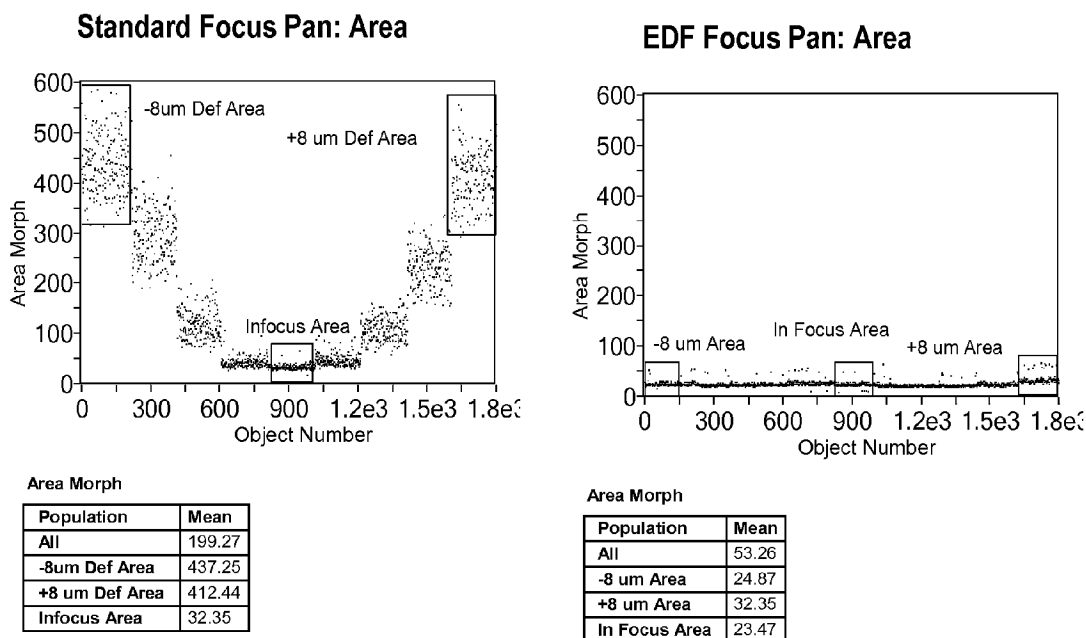 Standard Focus Pan: Area
600
500
400
300
200
100
0
Area Morph
-8um Def Area
+8 um Def Area
Infocus Area
0 300 600 900 1.2e3 1.5e3 1.8e3
Object Number
Area Morph
Population Mean
All 199.27
-8um Def Area 437.25
+8 um Def Area 412.44
Infocus Area 32.35
EDF Focus Pan: Area
600
500
400
300
200
100
0
Area Morph
-8 um Area
In Focus Area
+8 um Area
0 300 600 900 1.2e3 1.5e3 1.8e3
Object Number
Area Morph
Population Mean
All 53.26
-8 um Area 24.87
+8 um Area 32.35
In Focus Area 23.47